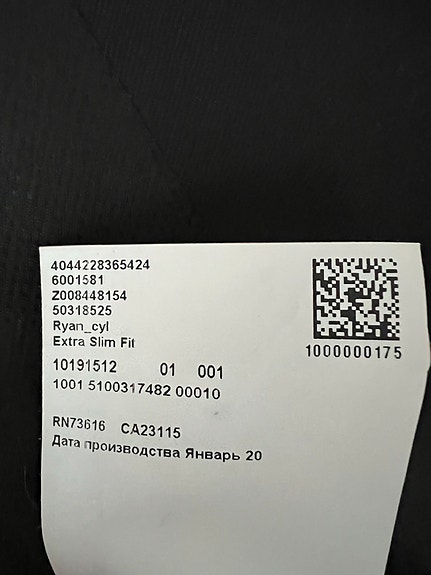 4044228365424
6001581
Z008448154
50318525
Ryan_cyl
Extra Slim Fit
1000000175
10191512 01 001
1001 5100317482 00010
RN73616 CA23115
Дата производства Январь 20